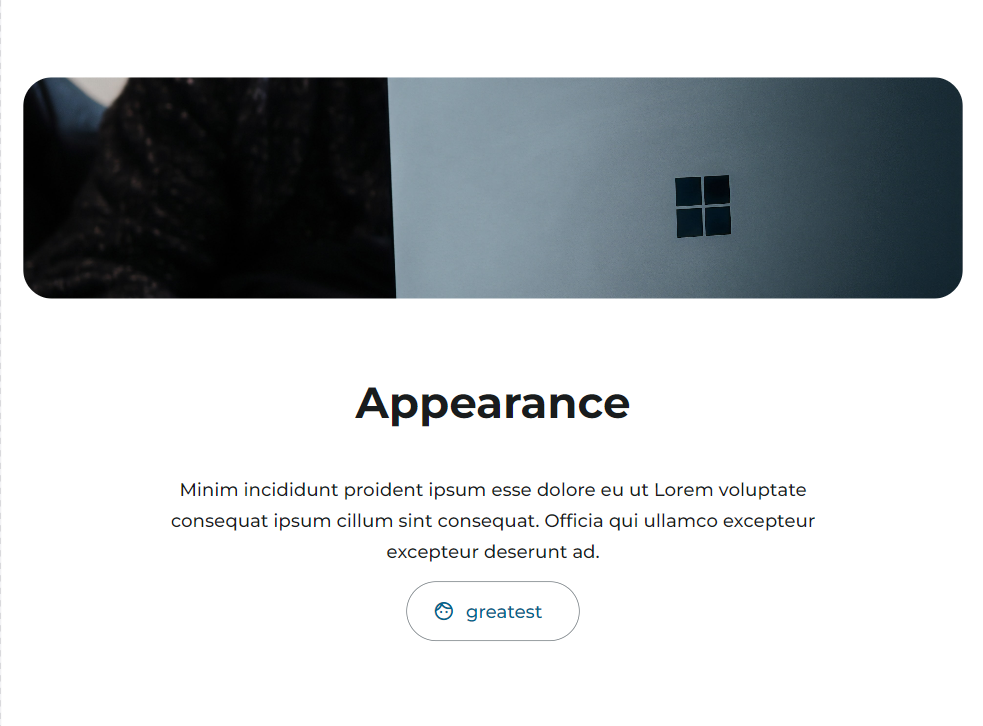 Appearance
Minim incididunt proident ipsum esse dolore eu ut Lorem voluptate
consequat ipsum cillum sint consequat. Officia qui ullamco excepteur
excepteur deserunt ad.
greatest